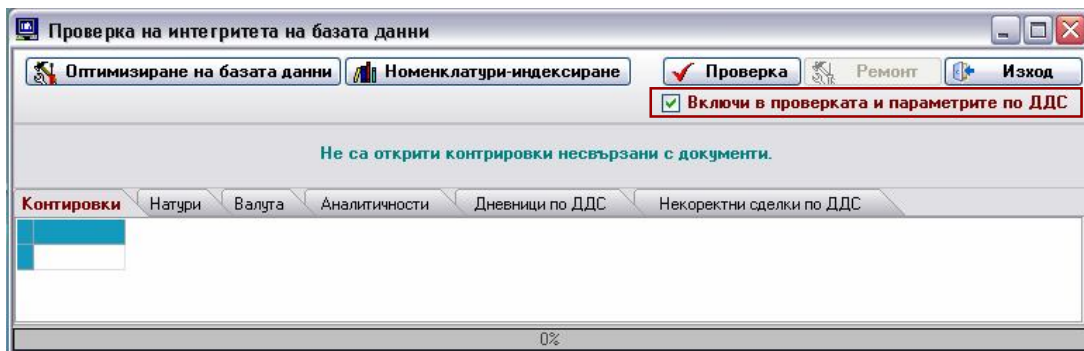 Проверка на интегритета на базата данни
Оптимизиране на базата данни Номенклатури-индексиране Проверка Ремонт Изход
Включи в проверката и параметрите по ДДС
Не са открити контрировки несвързани с документи.
Контировки Натури Валута Аналитичности Дневници по ДДС Некоректни сделки по ДДС
0%